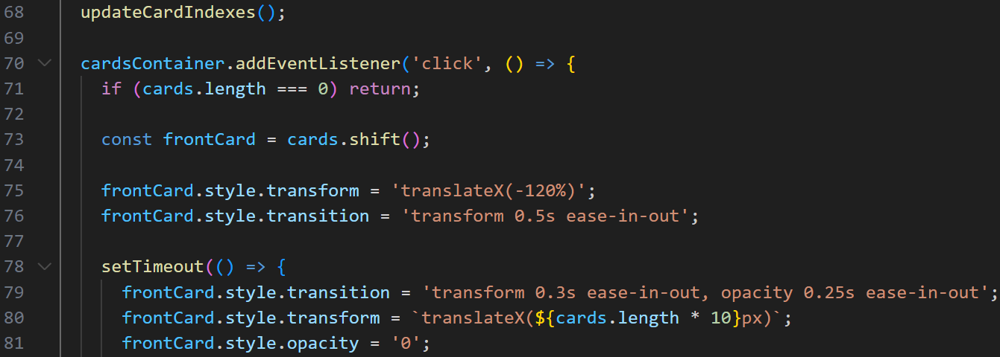 68 updateCardIndexes();
69
70 cardsContainer.addEventListener('click', () => {
71 if (cards.length === 0) return;
72
73 const frontCard = cards.shift();
74
75 frontCard.style.transform = 'translateX(-120%)';
76 frontCard.style.transition = 'transform 0.5s ease-in-out';
77
78 setTimeout(() => {
79 frontCard.style.transition = 'transform 0.3s ease-in-out, opacity 0.25s ease-in-out';
80 frontCard.style.transform = `translateX(${cards.length * 10}px)`;
81 frontCard.style.opacity = '0';